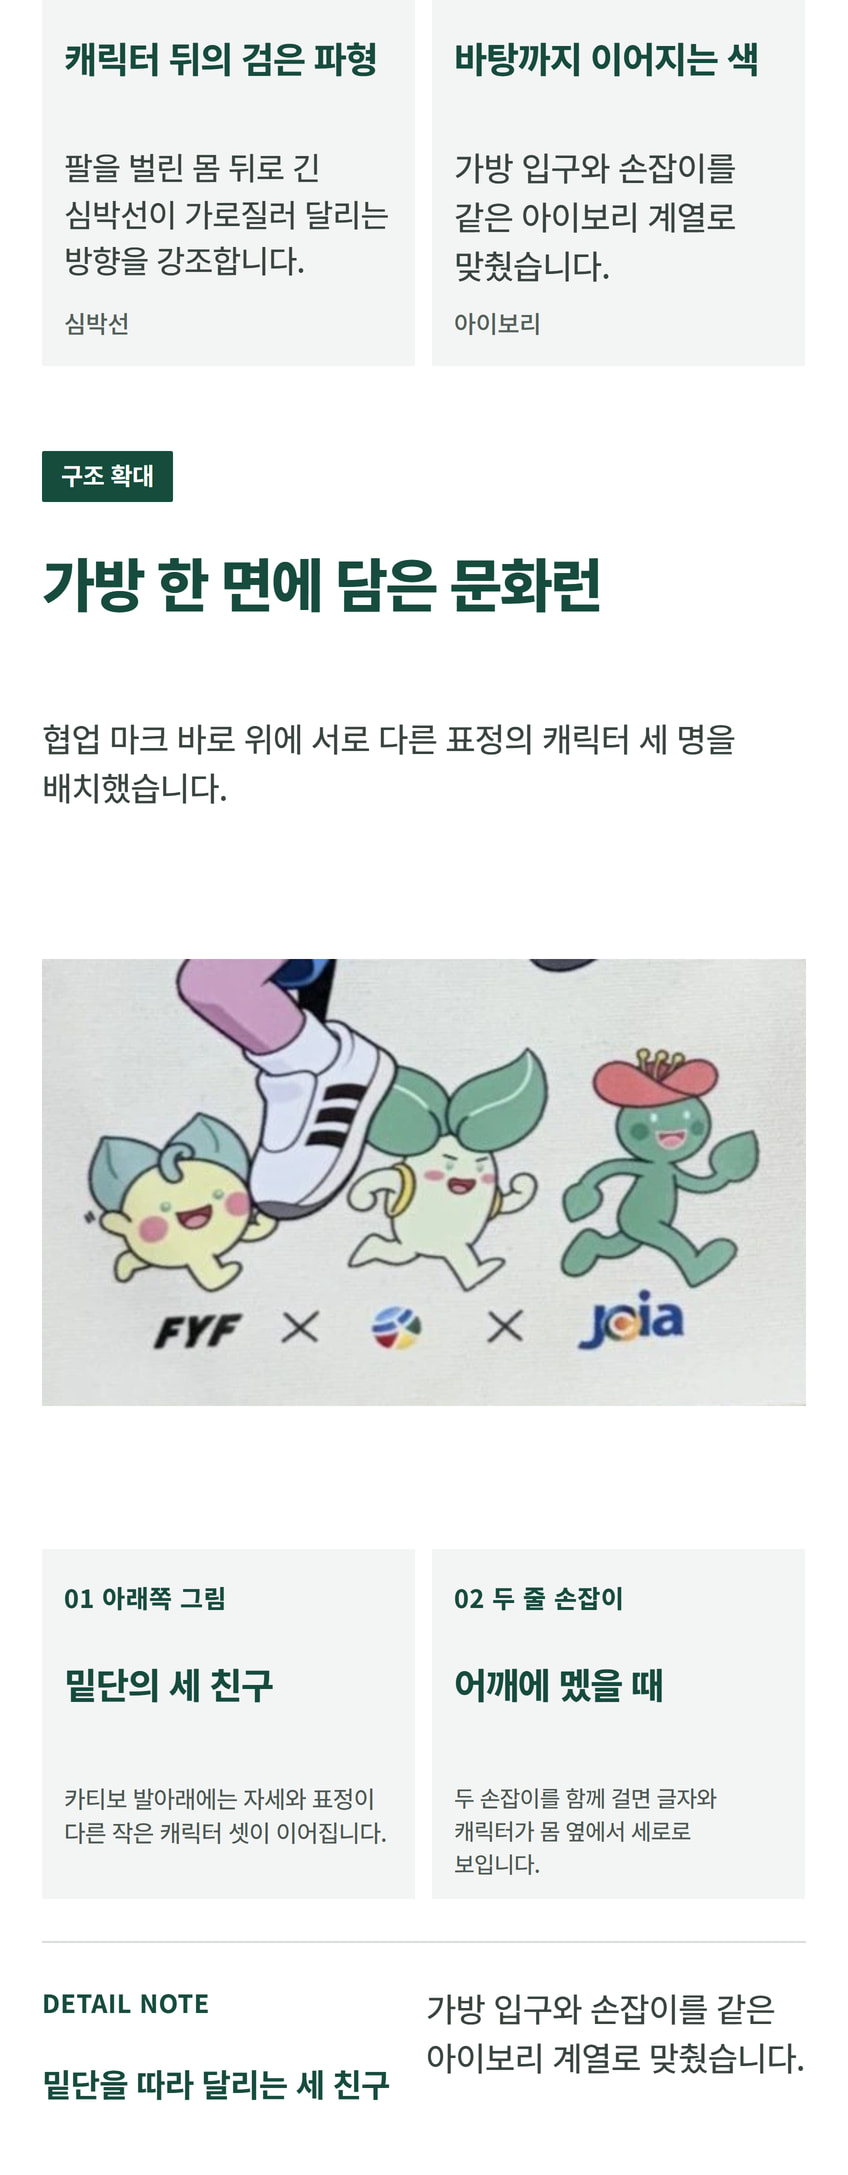 캐릭터 뒤의 검은 파형
팔을 벌린 몸 뒤로 긴
심박선이 가로질러 달리는
방향을 강조합니다.
심박선
바탕까지 이어지는 색
가방 입구와 손잡이를
같은 아이보리 계열로
맞췄습니다.
아이보리
구조 확대
가방 한 면에 담은 문화런
협업 마크 바로 위에 서로 다른 표정의 캐릭터 세 명을
배치했습니다.
FYF × × Jcia
01 아래쪽 그림
밑단의 세 친구
카티보 발아래에는 자세와 표정이
다른 작은 캐릭터 셋이 이어집니다.
02 두 줄 손잡이
어깨에 멨을 때
두 손잡이를 함께 걸면 글자와
캐릭터가 몸 옆에서 세로로
보입니다.
DETAIL NOTE
밑단을 따라 달리는 세 친구
가방 입구와 손잡이를 같은
아이보리 계열로 맞췄습니다.